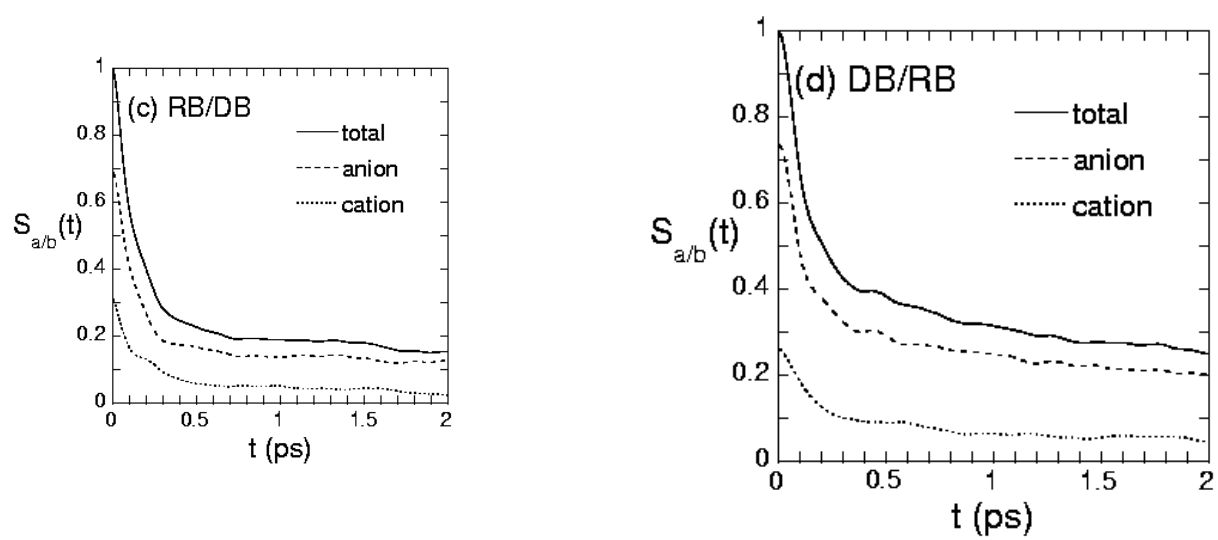 1
(c) RB/DB
total
0.8
anion
0.6
cation
S_{a/b}(t)
0.4
0.2
0
0 0.5 1 1.5 2
t (ps)
1
(d) DB/RB
0.8
total
anion
0.6
cation
S_{a/b}(t)
0.4
0.2
0
0 0.5 1 1.5 2
t (ps)